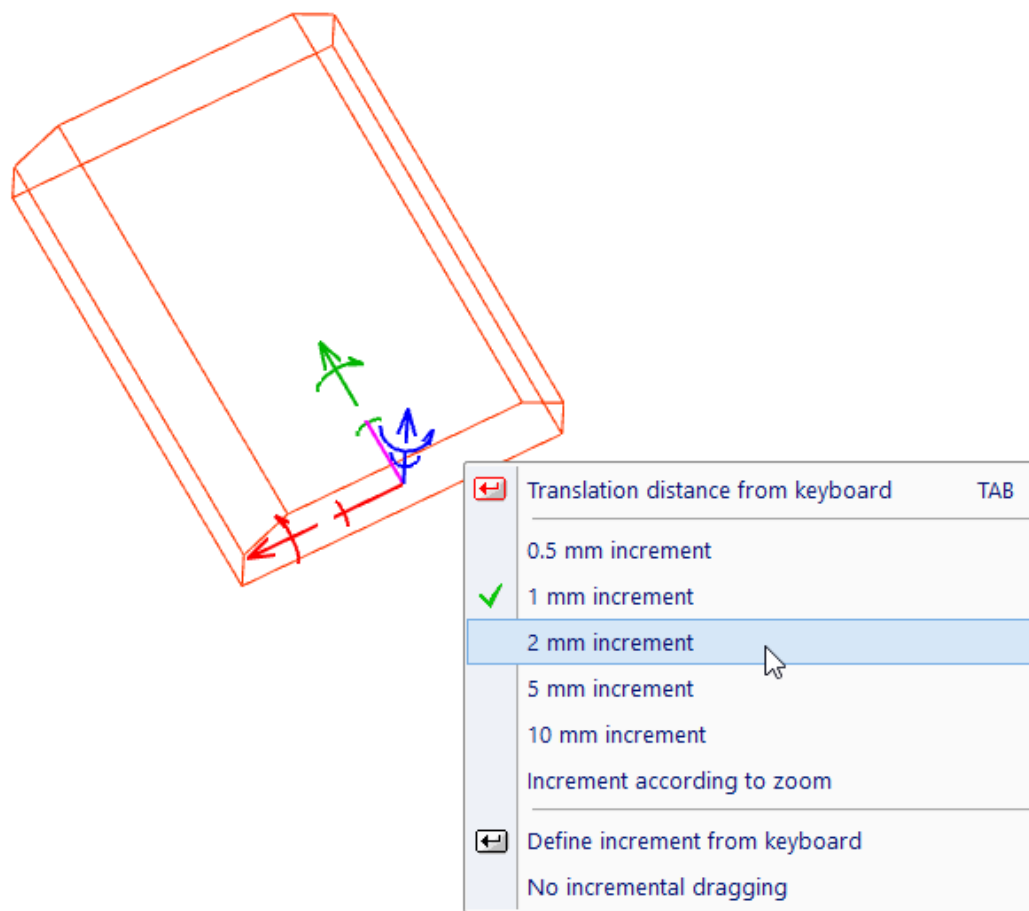 Translation distance from keyboard TAB
0.5 mm increment
1 mm increment
2 mm increment
5 mm increment
10 mm increment
Increment according to zoom
Define increment from keyboard
No incremental dragging